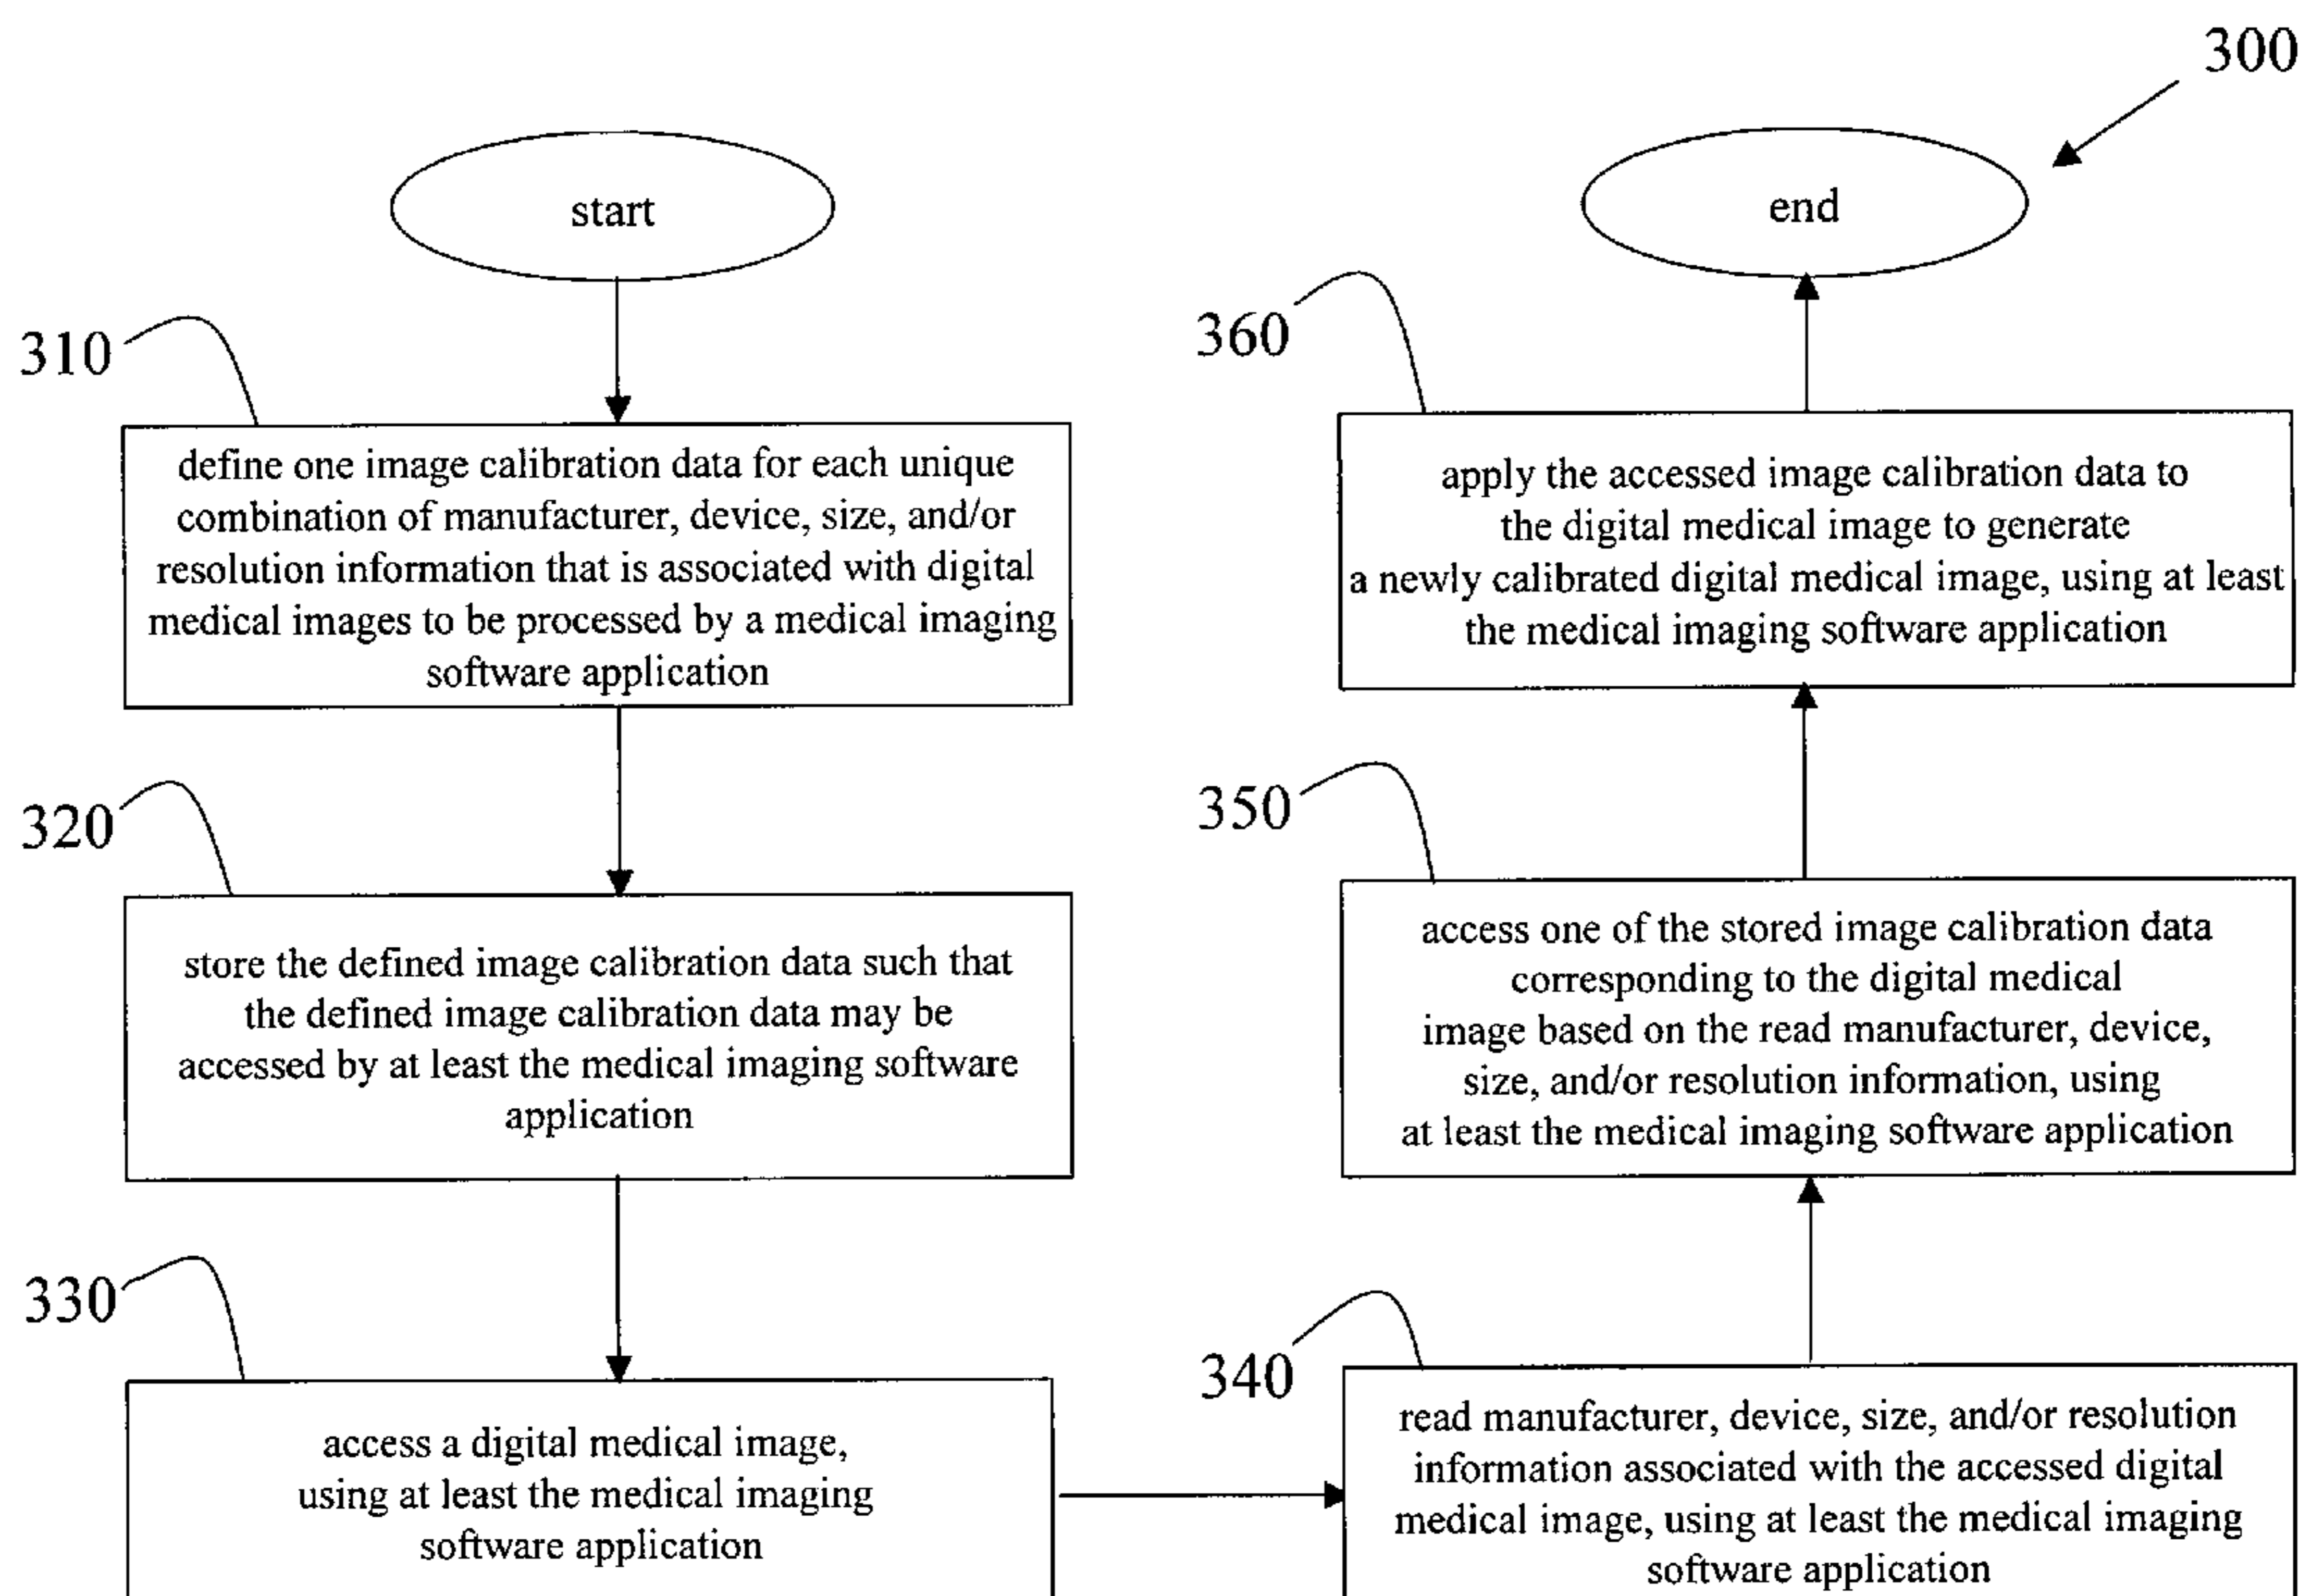 300
start
310
define one image calibration data for each unique
combination of manufacturer, device, size, and/or
resolution information that is associated with digital
medical images to be processed by a medical imaging
software application
320
store the defined image calibration data such that
the defined image calibration data may be
accessed by at least the medical imaging software
application
330
access a digital medical image,
using at least the medical imaging
software application
340
read manufacturer, device, size, and/or resolution
information associated with the accessed digital
medical image, using at least the medical imaging
software application
350
access one of the stored image calibration data
corresponding to the digital medical
image based on the read manufacturer, device,
size, and/or resolution information, using
at least the medical imaging software application
360
apply the accessed image calibration data to
the digital medical image to generate
a newly calibrated digital medical image, using at least
the medical imaging software application
end